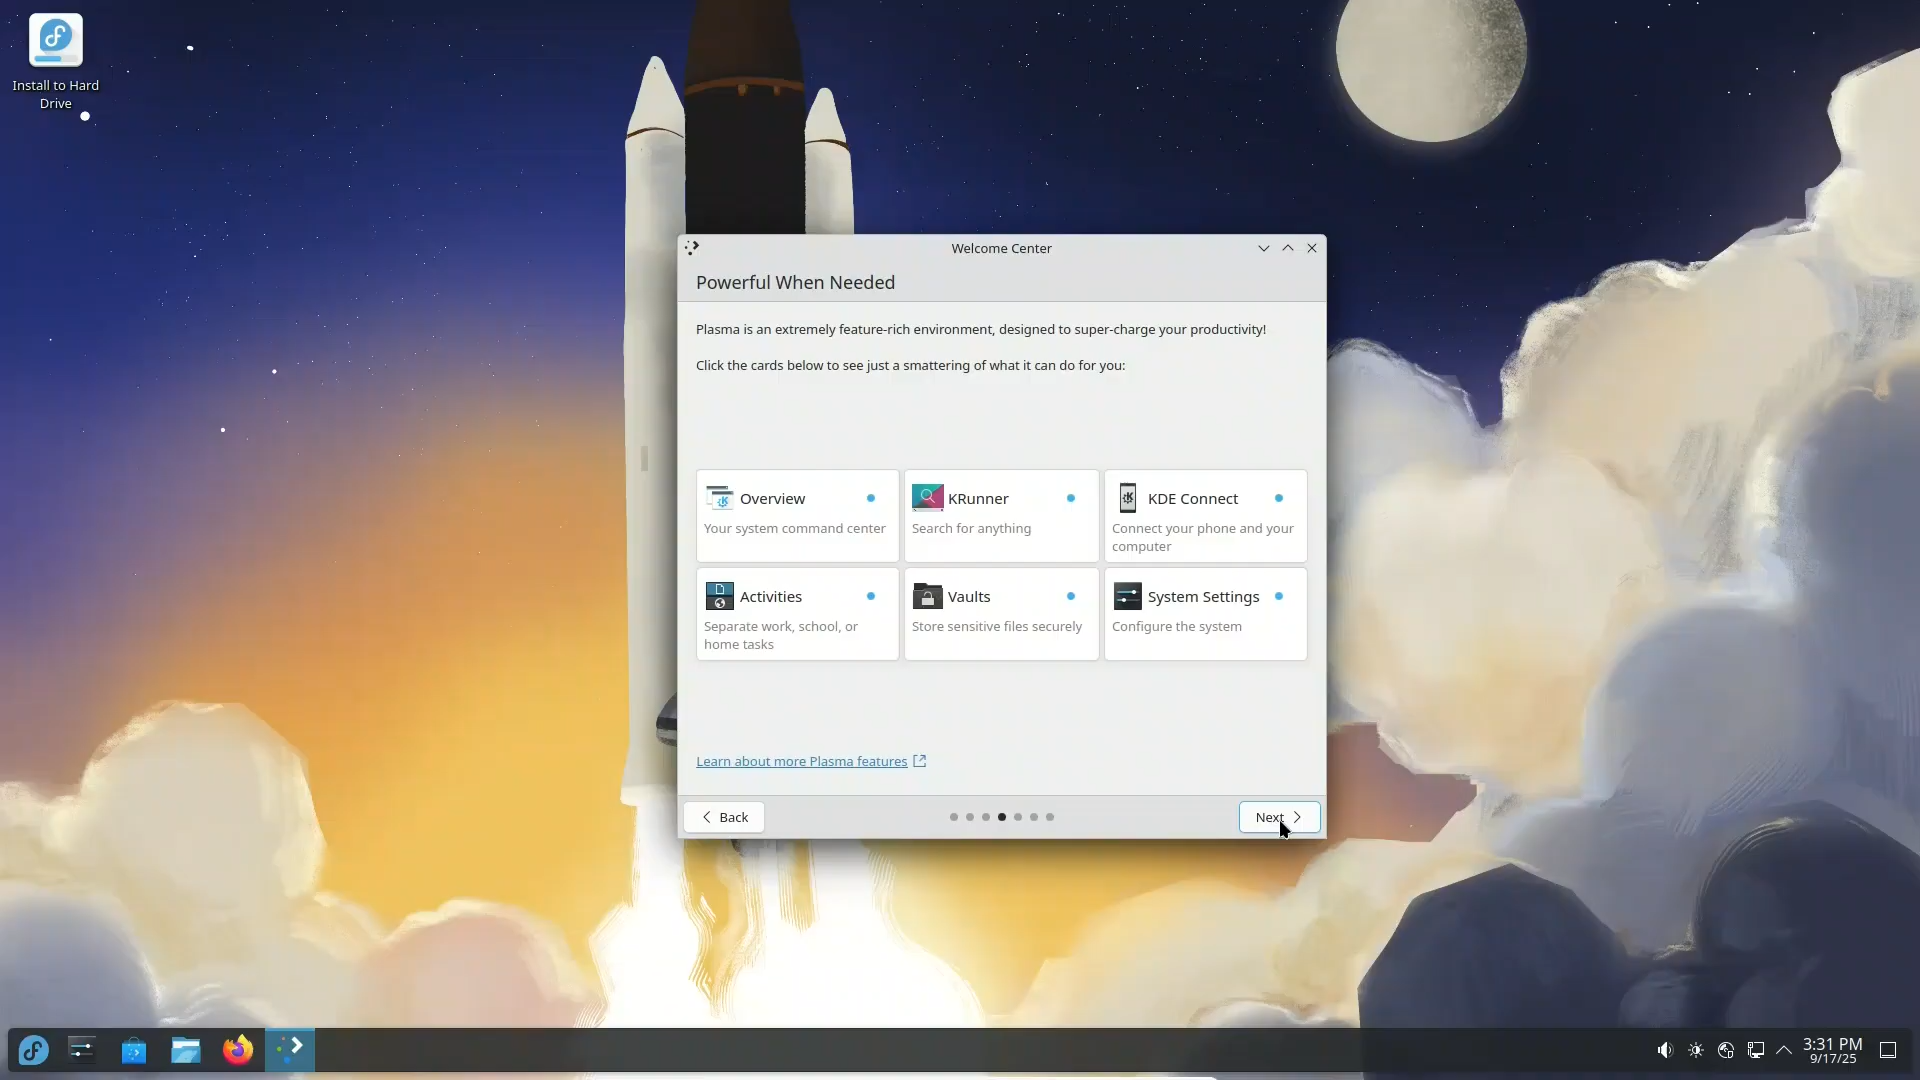 Install to Hard
Drive
Welcome Center
Powerful When Needed
Plasma is an extremely feature-rich environment, designed to super-charge your productivity!
Click the cards below to see just a smattering of what it can do for you:
Overview
Your system command center
KRunner
Search for anything
KDE Connect
Connect your phone and your
computer
Activities
Separate work, school, or
home tasks
Vaults
Store sensitive files securely
System Settings
Configure the system
Learn about more Plasma features
Back
Next
3:31 PM
9/17/25